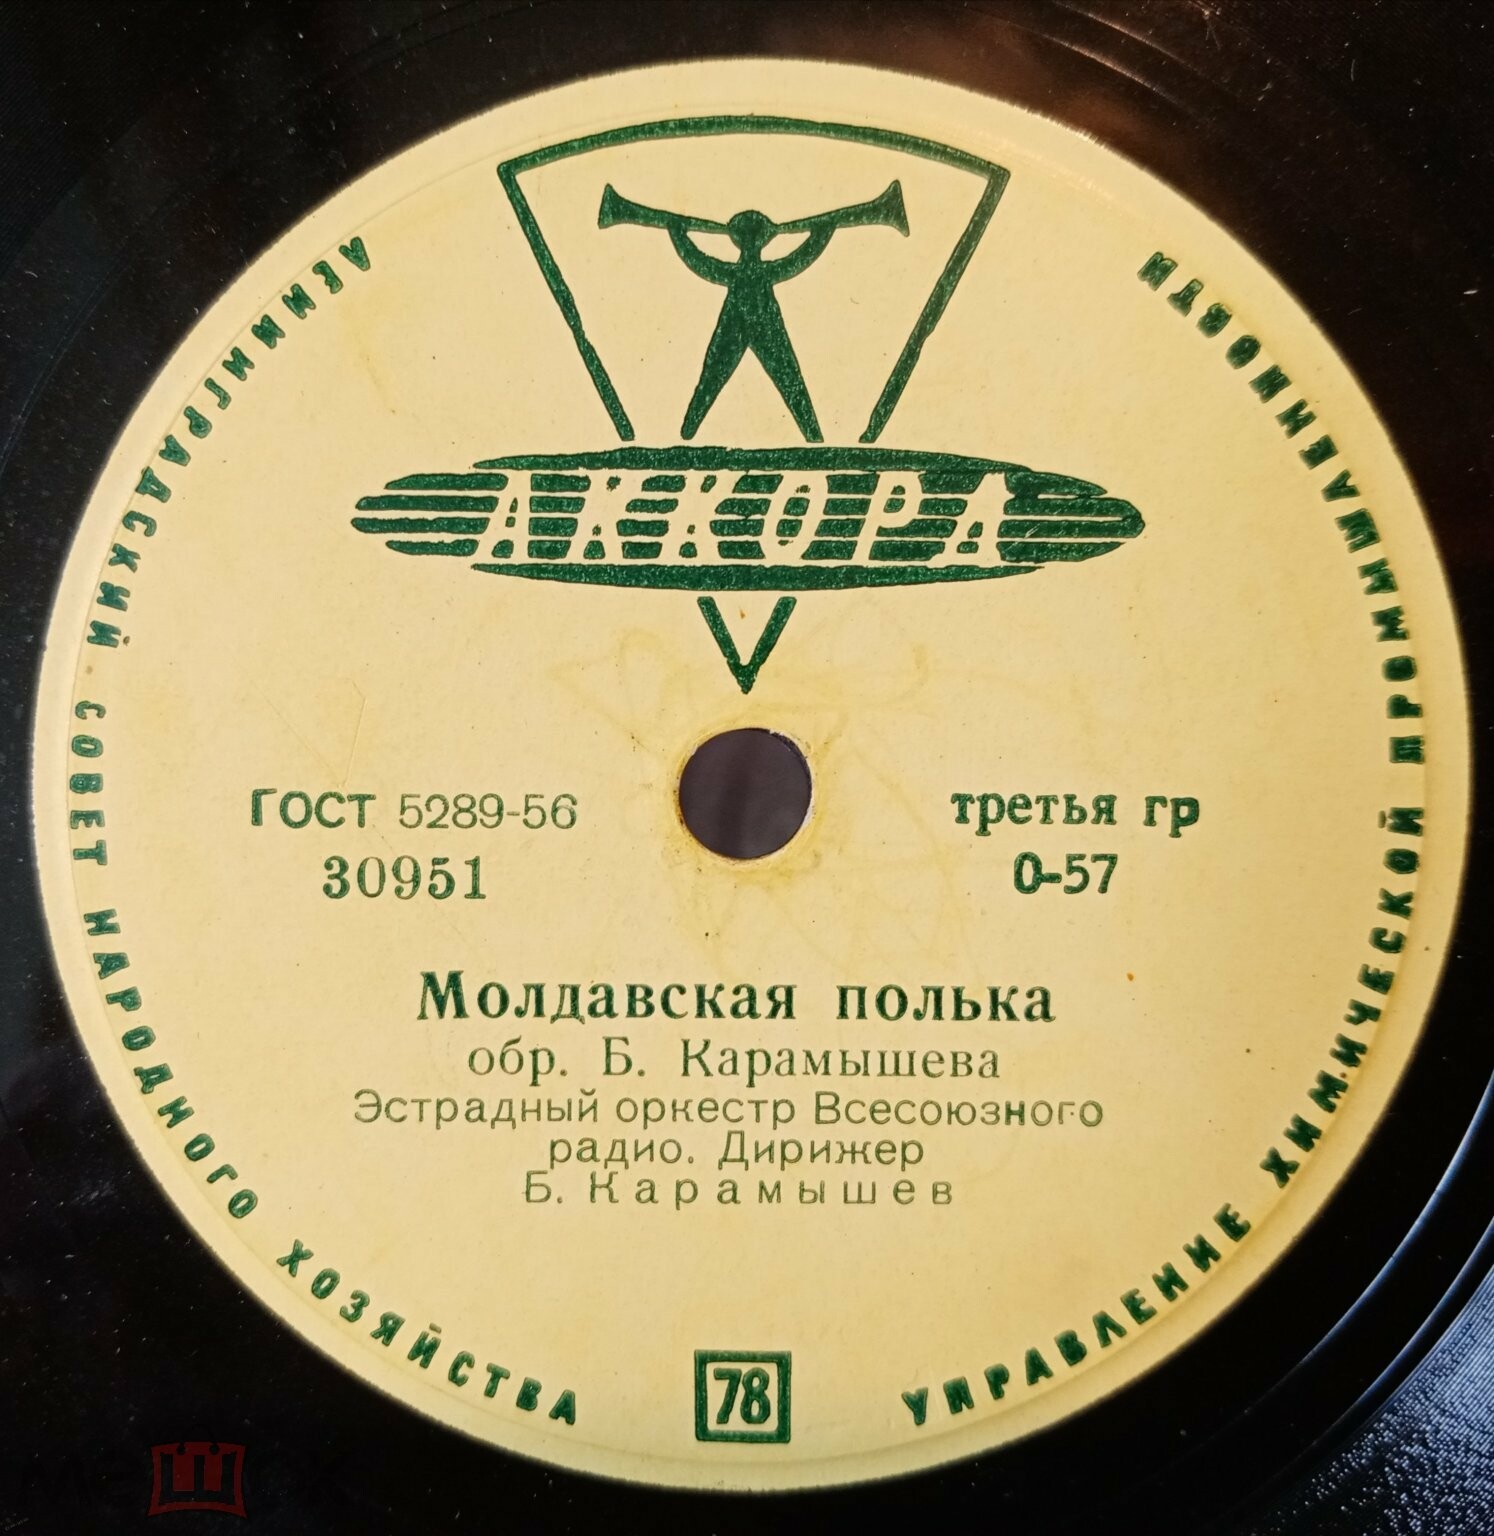 АККОРД
ЛЕНИНГРАДСКИЙ СОВЕТ НАРОДНОГО ХОЗЯЙСТВА
УПРАВЛЕНИЕ ХИМИЧЕСКОЙ ПРОМЫШЛЕННОСТИ
ГОСТ 5289-56
30951
третья гр
0-57
Молдавская полька
обр. Б. Карамышева
Эстрадный оркестр Всесоюзного
радио. Дирижер
Б. Карамышев
78
мешок